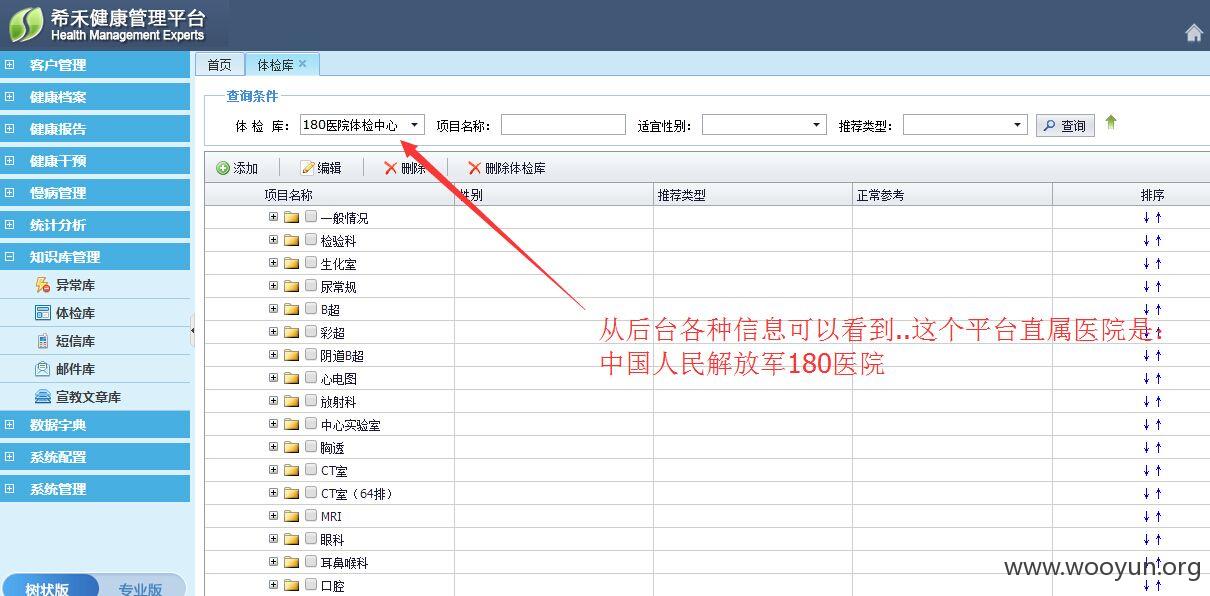 希禾健康管理平台
Health Management Experts
客户管理
健康档案
健康报告
健康干预
慢病管理
统计分析
知识库管理
异常库
体检库
短信库
邮件库
宣教文章库
数据字典
系统配置
系统管理
树状版 专业版
首页 体检库
查询条件
体 检 库： 180医院体检中心 项目名称： 适宜性别： 推荐类型： 查询
添加 编辑 删除 删除体检库
项目名称 性别 推荐类型 正常参考 排序
一般情况
检验科
生化室
尿常规
B超
彩超
阴道B超
心电图
放射科
中心实验室
胸透
CT室
CT室（64排）
MRI
眼科
耳鼻喉科
口腔
从后台各种信息可以看到..这个平台直属医院是：
中国人民解放军180医院
www.wooyun.org